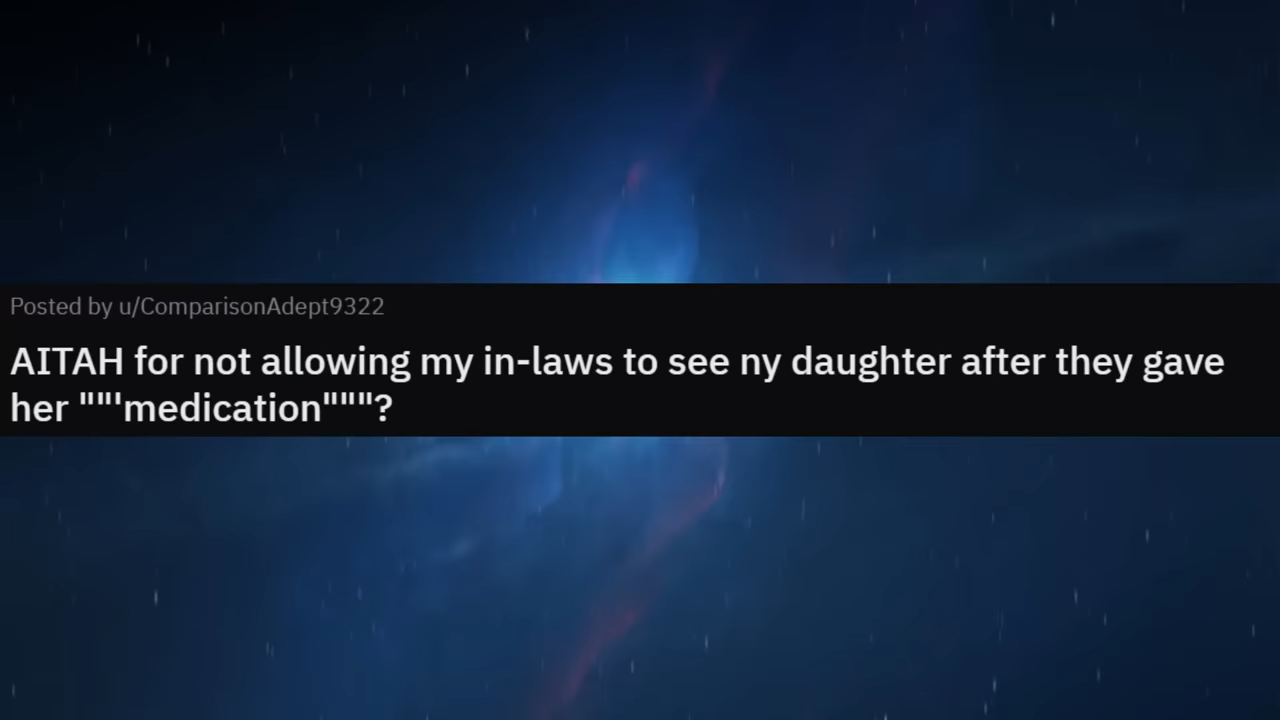 Posted by u/ComparisonAdept9322
AITAH for not allowing my in-laws to see ny daughter after they gave
her ""'medication"""?